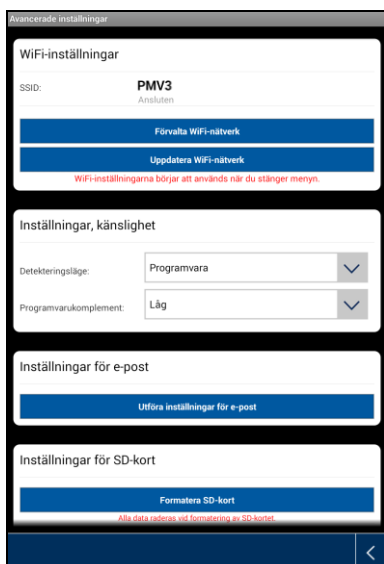 Avancerade inställningar
WiFi-inställningar
SSID: PMV3
Ansluten
Förvalta WiFi-nätverk
Uppdatera WiFi-nätverk
WiFi-inställningarna börjar att används när du stänger menyn.
Inställningar, känslighet
Detekteringsläge: Programvara
Programvarukomplement: Låg
Inställningar för e-post
Utföra inställningar för e-post
Inställningar för SD-kort
Formatera SD-kort
Alla data raderas vid formatering av SD-kortet.